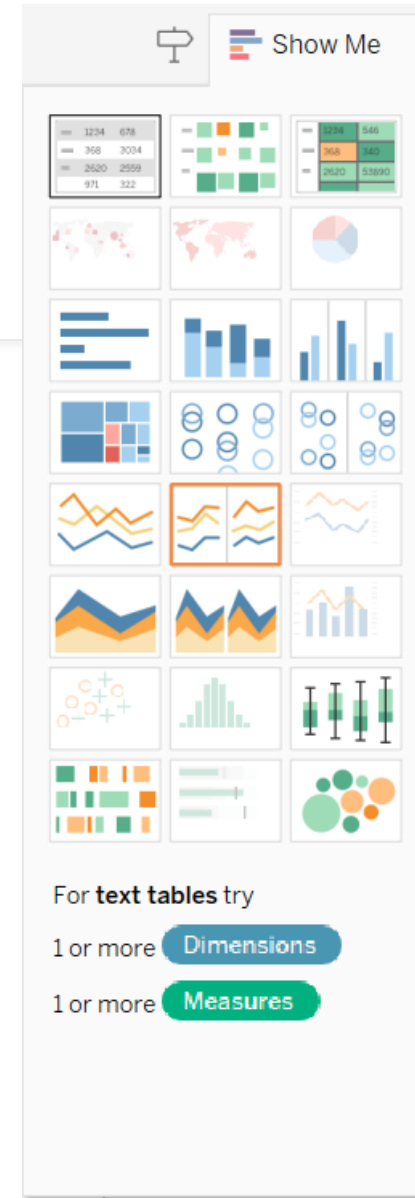 Show Me
1234 678
368 3034
2620 2559
971 322
1234 546
368 340
2620 53890
For text tables try
1 or more Dimensions
1 or more Measures